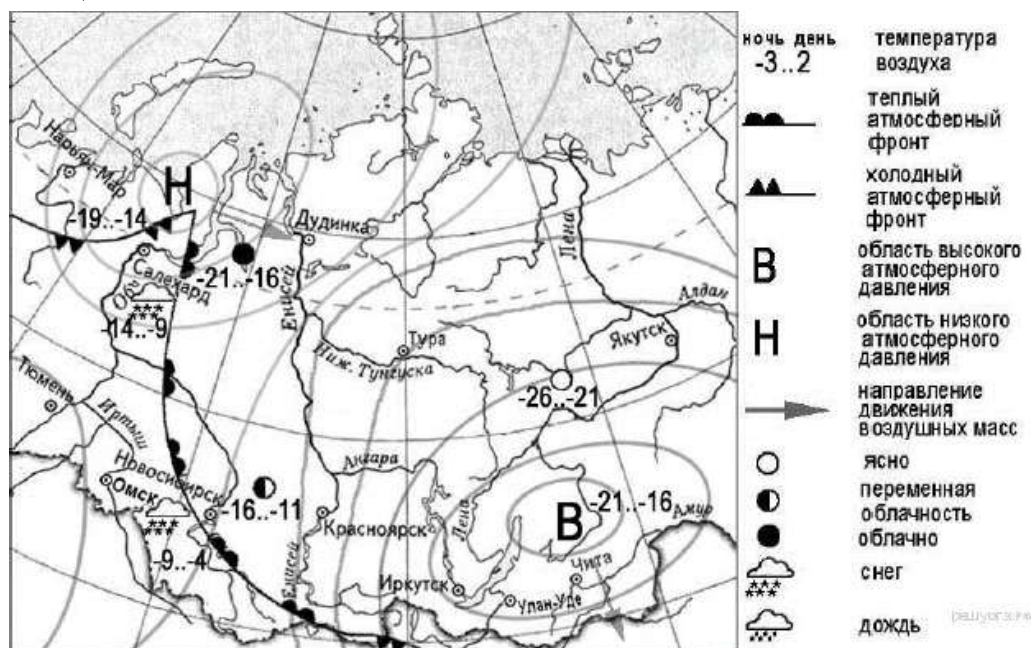 Нарьян-Мар
Н
-19..-14
Дудинка
Салехард
-21..-16
Обь
-14..-9
Енисей
Лена
Алдан
Тура
Якутск
Ниж. Тунгуска
-26..-21
Тюмень
Иртыш
Ангара
Новосибирск
Омск
-16..-11
Красноярск
Лена
В
-21..-16
Амур
-9..-4
Енисей
Иркутск
Чита
Улан-Уде
ночь день
-3..2
температура
воздуха
теплый
атмосферный
фронт
холодный
атмосферный
фронт
В
область высокого
атмосферного
давления
Н
область низкого
атмосферного
давления
направление
движения
воздушных масс
ясно
переменная
облачность
облачно
снег
дождь